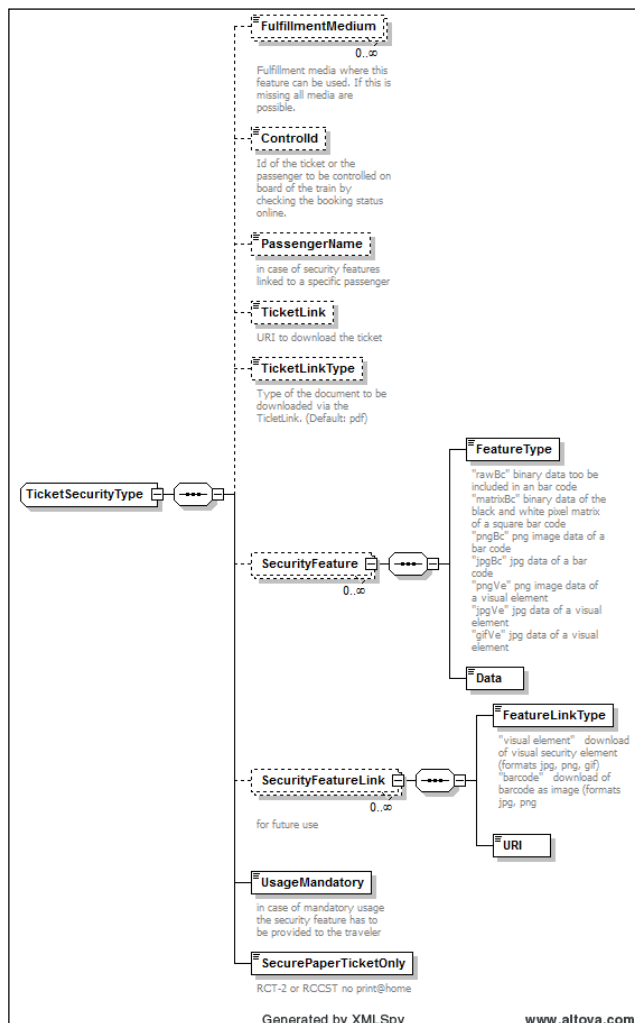 FulfillmentMedium
0..∞
Fulfillment media where this
feature can be used. If this is
missing all media are
possible.
ControlId
Id of the ticket or the
passenger to be controlled on
board of the train by
checking the booking status
online.
PassengerName
in case of security features
linked to a specific passenger
TicketLink
URI to download the ticket
TicketLinkType
Type of the document to be
downloaded via the
TicletLink. (Default: pdf)
TicketSecurityType
SecurityFeature
0..∞
FeatureType
"rawBc" binary data too be
included in an bar code
"matrixBc" binary data of the
black and white pixel matrix
of a square bar code
"pngBc" png image data of a
bar code
"jpgBc" jpg data of a bar
code
"pngVe" png image data of
a visual element
"jpgVe" jpg data of a visual
element
"gifVe" jpg data of a visual
element
Data
SecurityFeatureLink
0..∞
for future use
FeatureLinkType
"visual element" download
of visual security element
(formats jpg, png, gif)
"barcode" download of
barcode as image (formats
jpg, png
URI
UsageMandatory
in case of mandatory usage
the security feature has to
be provided to the traveler
SecurePaperTicketOnly
RCT-2 or RCCST no print@home
Generated by XMLSpy www.altova.com